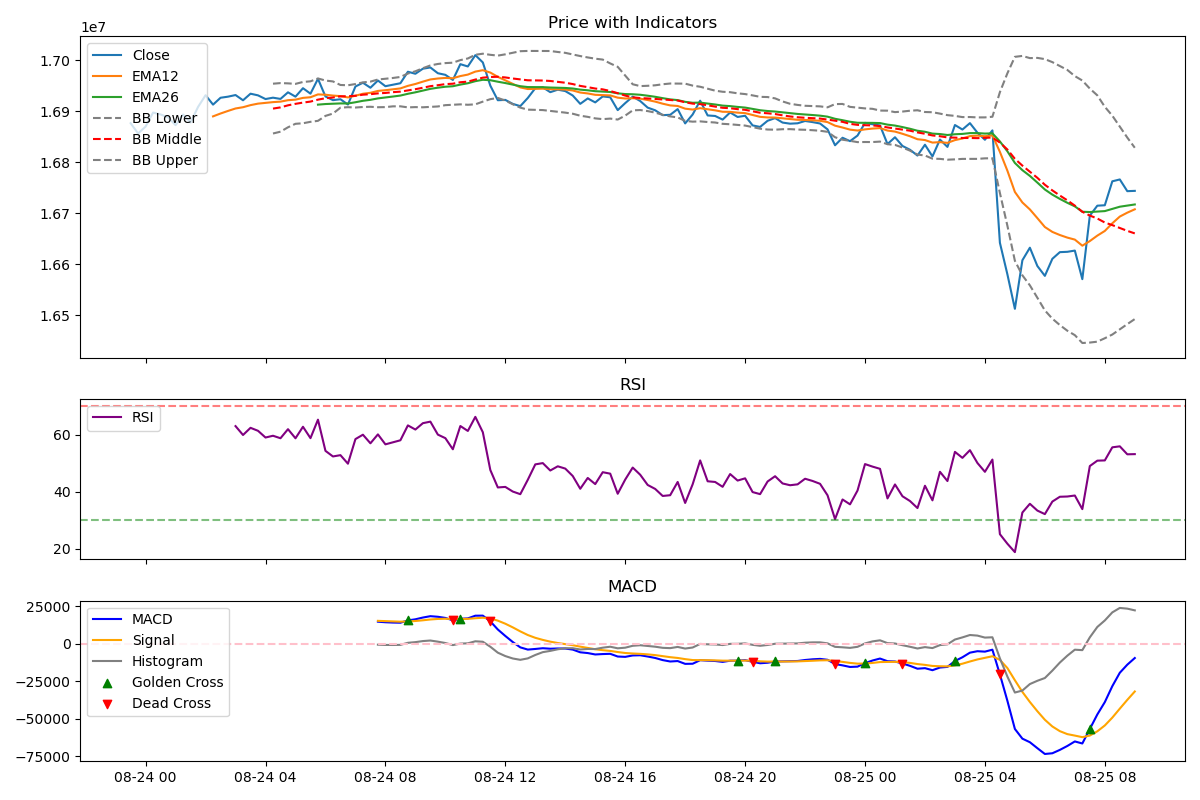 Price with Indicators
1e7
1.70
1.69
1.68
1.67
1.66
1.65
Close
EMA12
EMA26
BB Lower
BB Middle
BB Upper
RSI
60
40
20
RSI
MACD
25000
0
−25000
−50000
−75000
MACD
Signal
Histogram
Golden Cross
Dead Cross
08-24 00 08-24 04 08-24 08 08-24 12 08-24 16 08-24 20 08-25 00 08-25 04 08-25 08